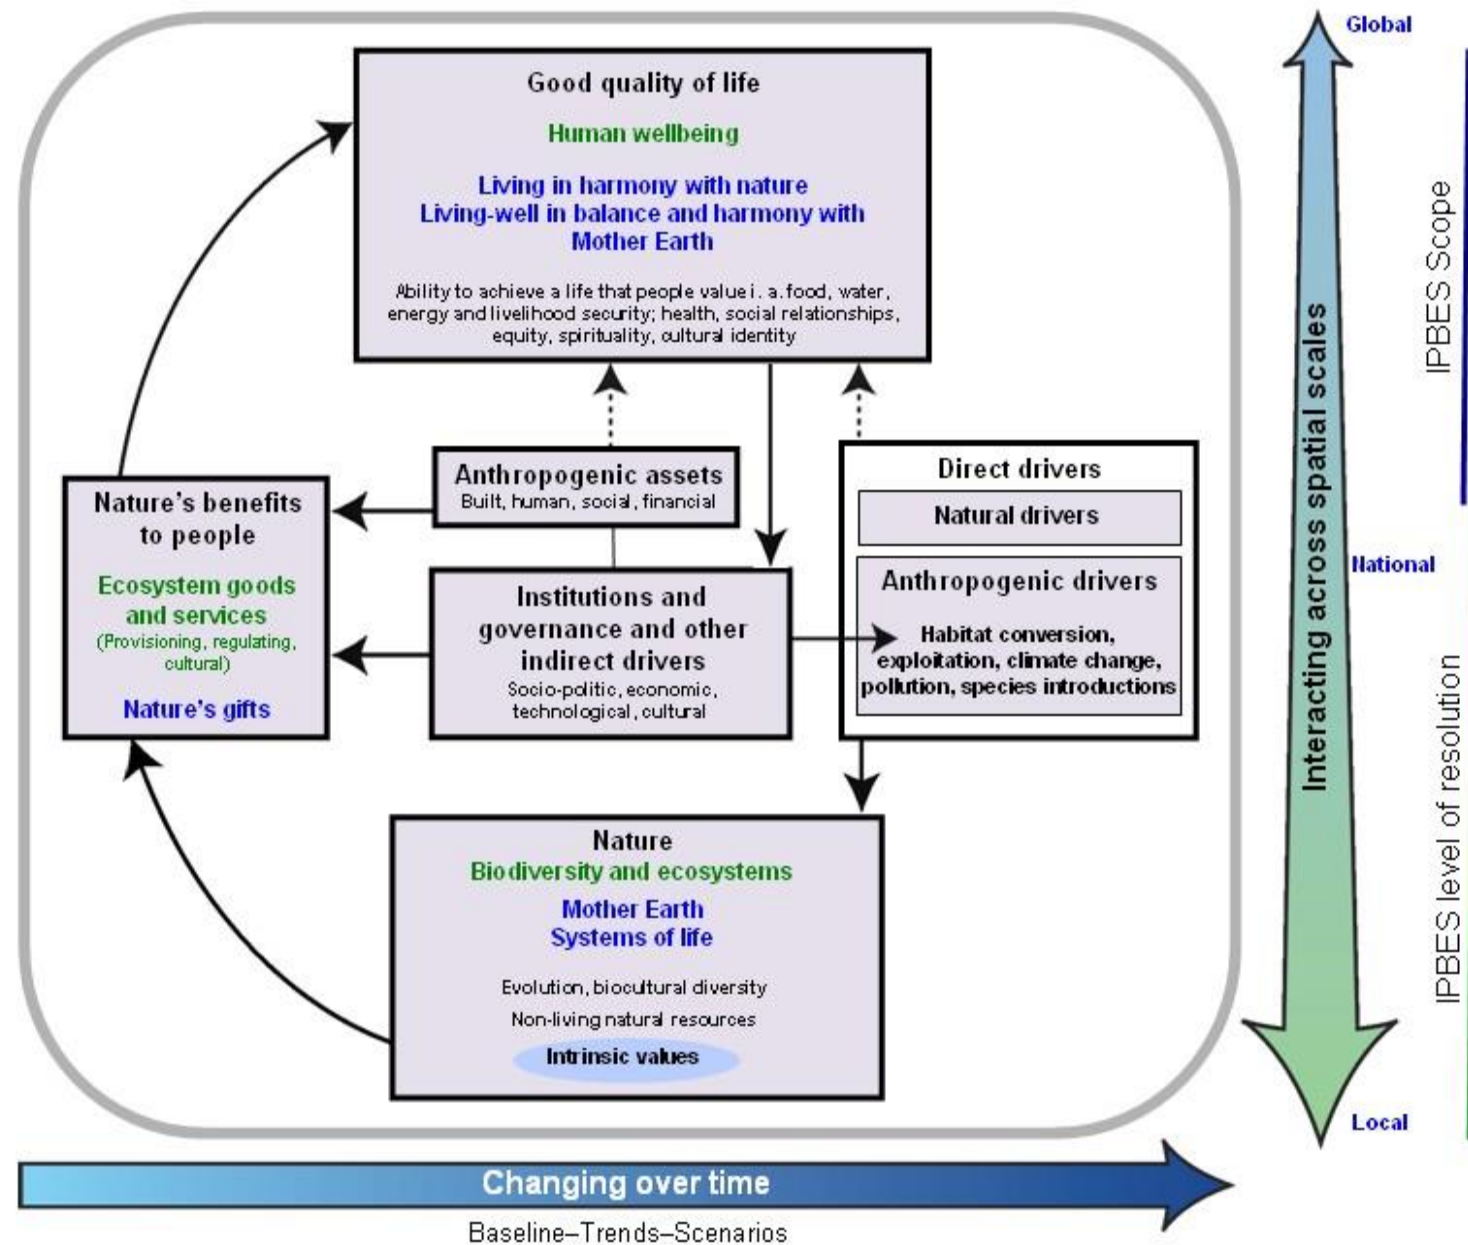 Global
Good quality of life
Human wellbeing
Living in harmony with nature
Living-well in balance and harmony with
Mother Earth
Ability to achieve a life that people value i. a. food, water,
energy and livelihood security; health, social relationships,
equity, spirituality, cultural identity
IPBES Scope
Interacting across spatial scales
Anthropogenic assets
Built, human, social, financial
Direct drivers
Natural drivers
Anthropogenic drivers
Habitat conversion,
exploitation, climate change,
pollution, species introductions
Nature's benefits
to people
Ecosystem goods
and services
(Provisioning, regulating,
cultural)
Nature's gifts
Institutions and
governance and other
indirect drivers
Socio-politic, economic,
technological, cultural
National
IPBES level of resolution
Nature
Biodiversity and ecosystems
Mother Earth
Systems of life
Evolution, biocultural diversity
Non-living natural resources
Intrinsic values
Local
Changing over time
Baseline–Trends–Scenarios